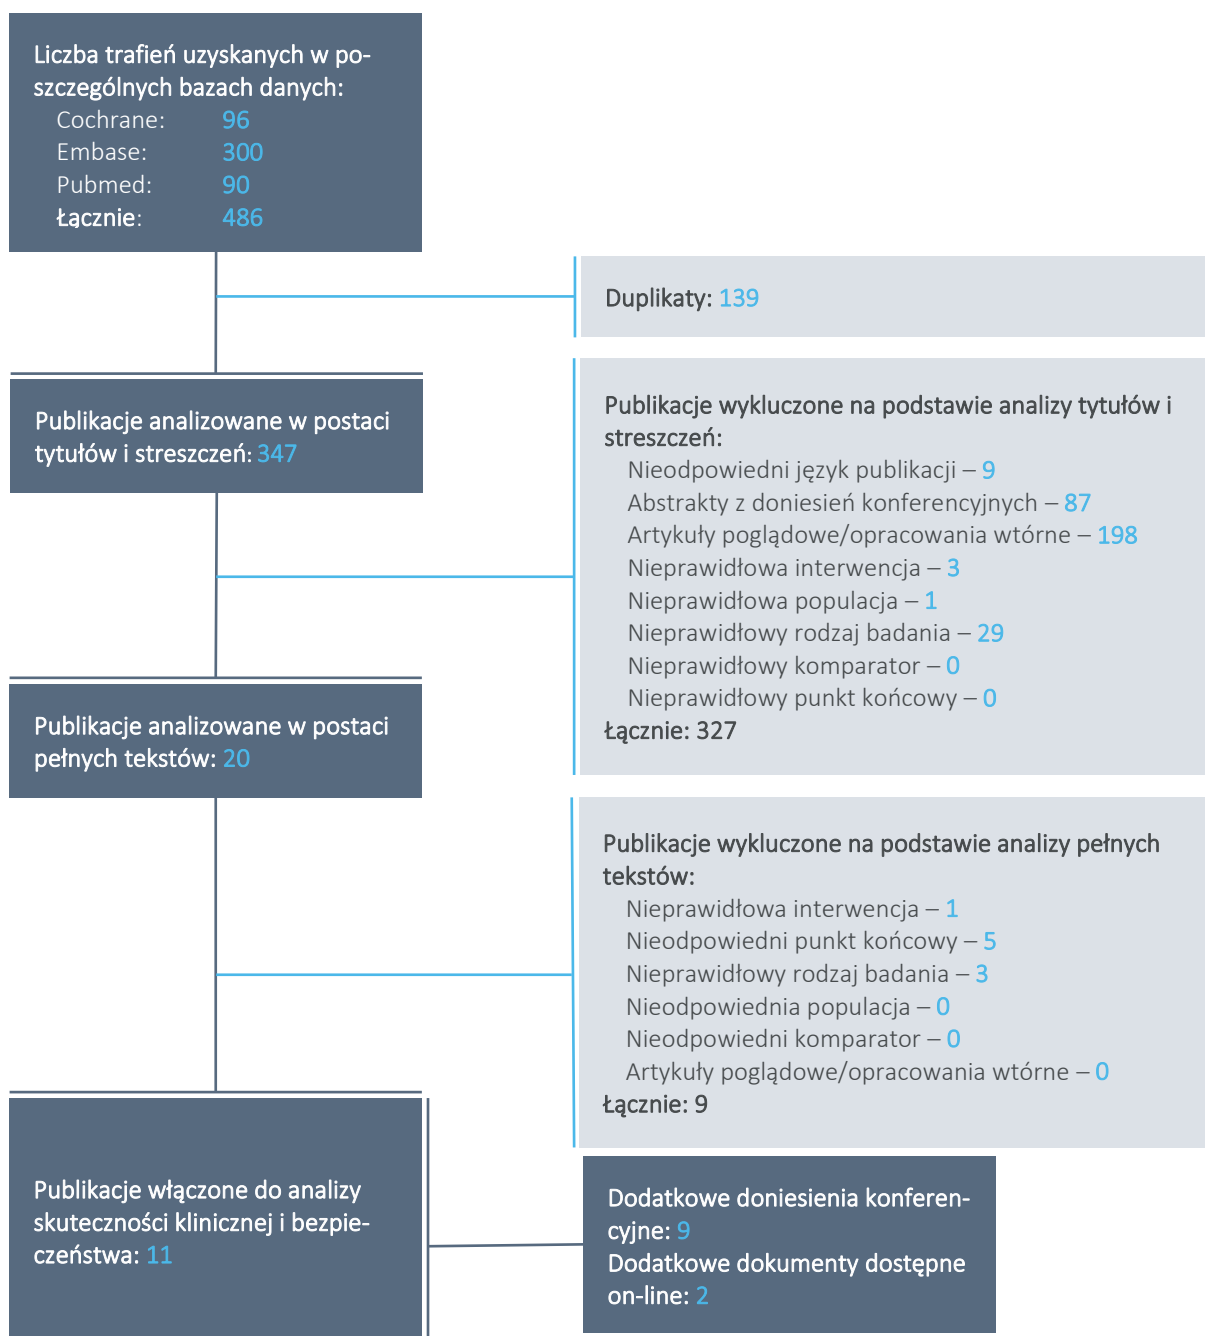 Liczba trafień uzyskanych w po-
szczególnych bazach danych:
Cochrane: 96
Embase: 300
Pubmed: 90
Łącznie: 486
Duplikaty: 139
Publikacje analizowane w postaci
tytułów i streszczeń: 347
Publikacje wykluczone na podstawie analizy tytułów i
streszczeń:
Nieodpowiedni język publikacji – 9
Abstrakty z doniesień konferencyjnych – 87
Artykuły poglądowe/opracowania wtórne – 198
Nieprawidłowa interwencja – 3
Nieprawidłowa populacja – 1
Nieprawidłowy rodzaj badania – 29
Nieprawidłowy komparator – 0
Nieprawidłowy punkt końcowy – 0
Łącznie: 327
Publikacje analizowane w postaci
pełnych tekstów: 20
Publikacje wykluczone na podstawie analizy pełnych
tekstów:
Nieprawidłowa interwencja – 1
Nieodpowiedni punkt końcowy – 5
Nieprawidłowy rodzaj badania – 3
Nieodpowiednia populacja – 0
Nieodpowiedni komparator – 0
Artykuły poglądowe/opracowania wtórne – 0
Łącznie: 9
Publikacje włączone do analizy
skuteczności klinicznej i bezpie-
czeństwa: 11
Dodatkowe doniesienia konferen-
cyjne: 9
Dodatkowe dokumenty dostępne
on-line: 2